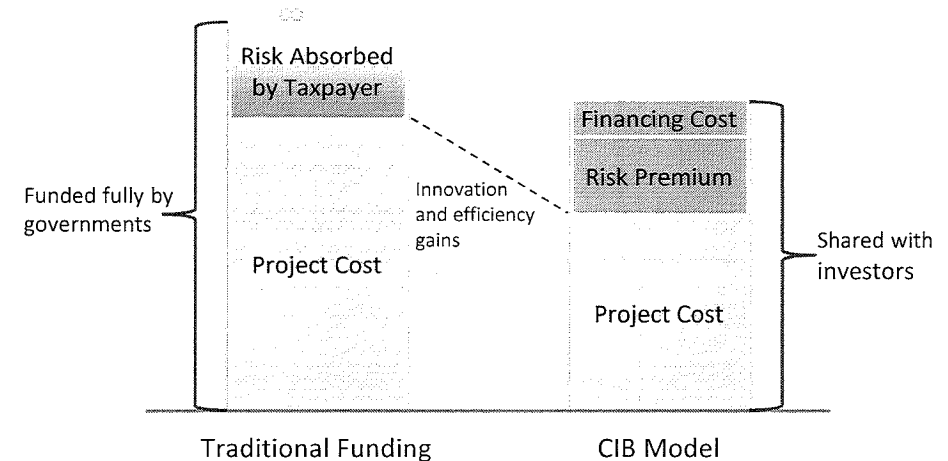 ∞
Risk Absorbed
by Taxpayer
Financing Cost
Risk Premium
Funded fully by
governments
Innovation
and efficiency
gains
Shared with
investors
Project Cost
Project Cost
Traditional Funding
CIB Model